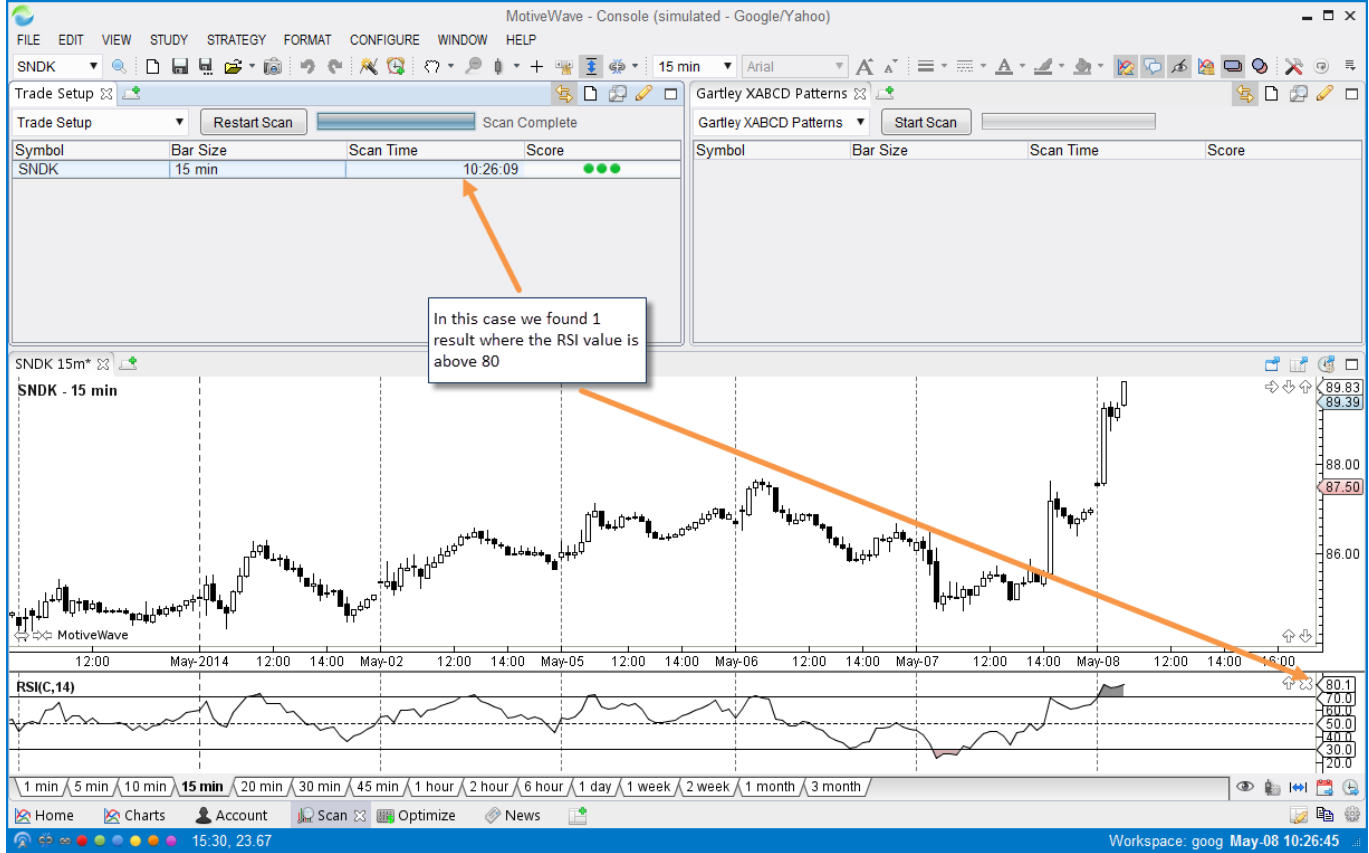 MotiveWave - Console (simulated - Google/Yahoo)
FILE EDIT VIEW STUDY STRATEGY FORMAT CONFIGURE WINDOW HELP
SNDK 15 min Arial
Trade Setup
Trade Setup Restart Scan Scan Complete
Symbol Bar Size Scan Time Score
SNDK 15 min 10:26:09
Gartley XABCD Patterns
Gartley XABCD Patterns Start Scan
Symbol Bar Size Scan Time Score
In this case we found 1
result where the RSI value is
above 80
SNDK 15m*
SNDK - 15 min
89.83
89.39
88.00
87.50
86.00
MotiveWave
12:00 May-2014 12:00 14:00 May-02 12:00 14:00 May-05 12:00 14:00 May-06 12:00 14:00 May-07 12:00 14:00 May-08 12:00 14:00 16:00
RSI(C,14)
80.1
70.0
60.0
50.0
40.0
30.0
20.0
1 min 5 min 10 min 15 min 20 min 30 min 45 min 1 hour 2 hour 6 hour 1 day 1 week 2 week 1 month 3 month
Home Charts Account Scan Optimize News
15:30, 23.67
Workspace: goog May-08 10:26:45